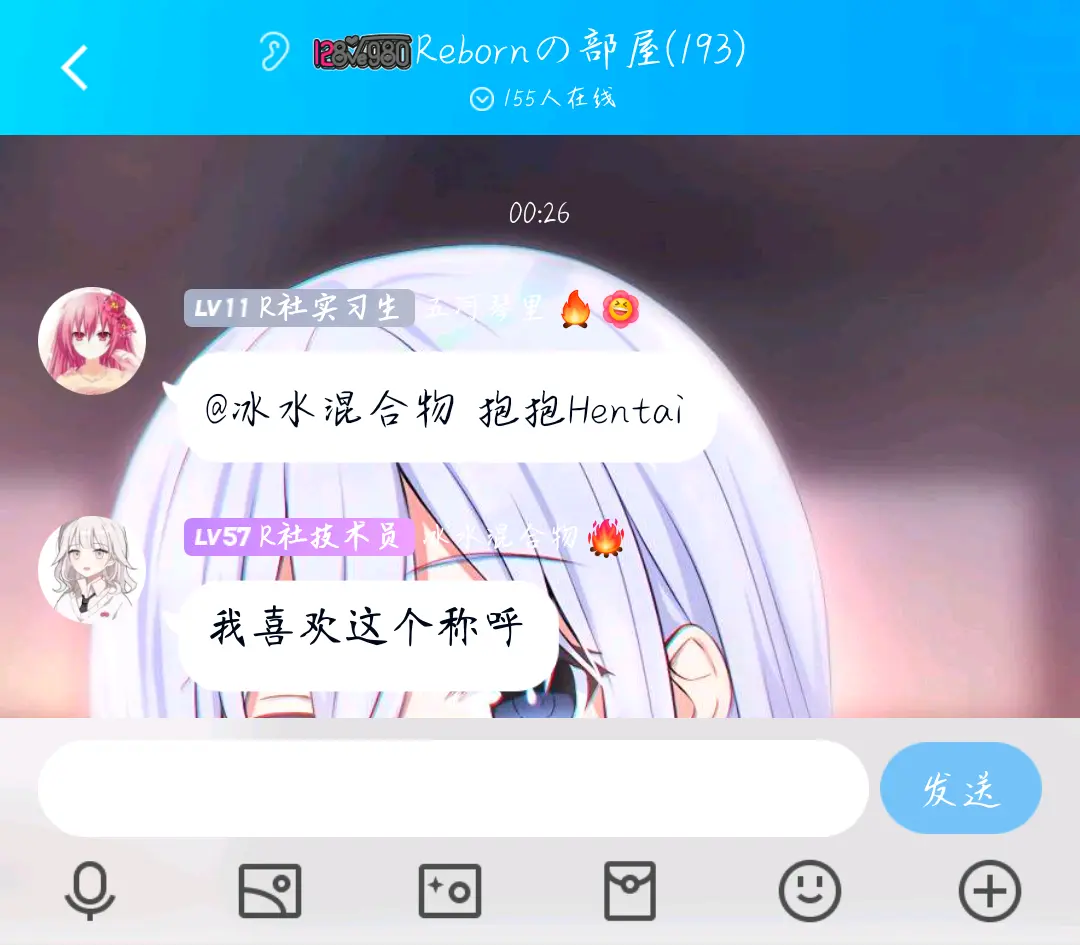 Rebornの部屋(193)
155人在线
00:26
LV11 R社实习生 五河琴里
@冰水混合物 抱抱Hentai
LV57 R社技术员 冰水混合物
我喜欢这个称呼
发送